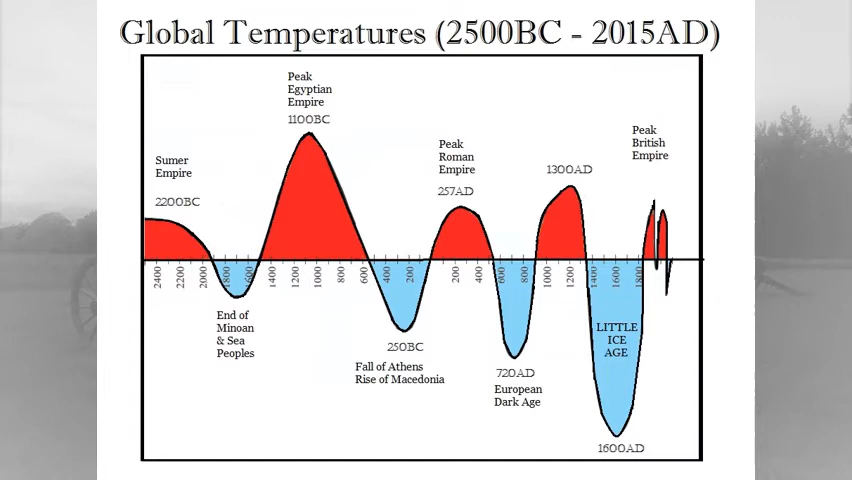 Global Temperatures (2500BC - 2015AD)
Peak
Egyptian
Empire
1100BC
Sumer
Empire
2200BC
Peak
Roman
Empire
257AD
1300AD
Peak
British
Empire
2400 2200 2000 1800 1600 1400 1200 1000 800 600 400 200 200 400 600 800 1000 1200 1400 1600 1800
End of
Minoan
& Sea
Peoples
250BC
Fall of Athens
Rise of Macedonia
720AD
European
Dark Age
LITTLE
ICE
AGE
1600AD